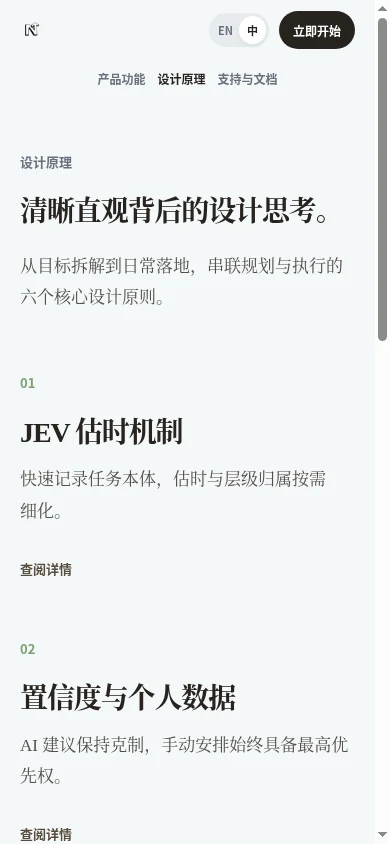 EN 中 立即开始
产品功能 设计原理 支持与文档
设计原理
清晰直观背后的设计思考。
从目标拆解到日常落地，串联规划与执行的
六个核心设计原则。
01
JEV 估时机制
快速记录任务本体，估时与层级归属按需
细化。
查阅详情
02
置信度与个人数据
AI 建议保持克制，手动安排始终具备最高优
先权。
查阅详情